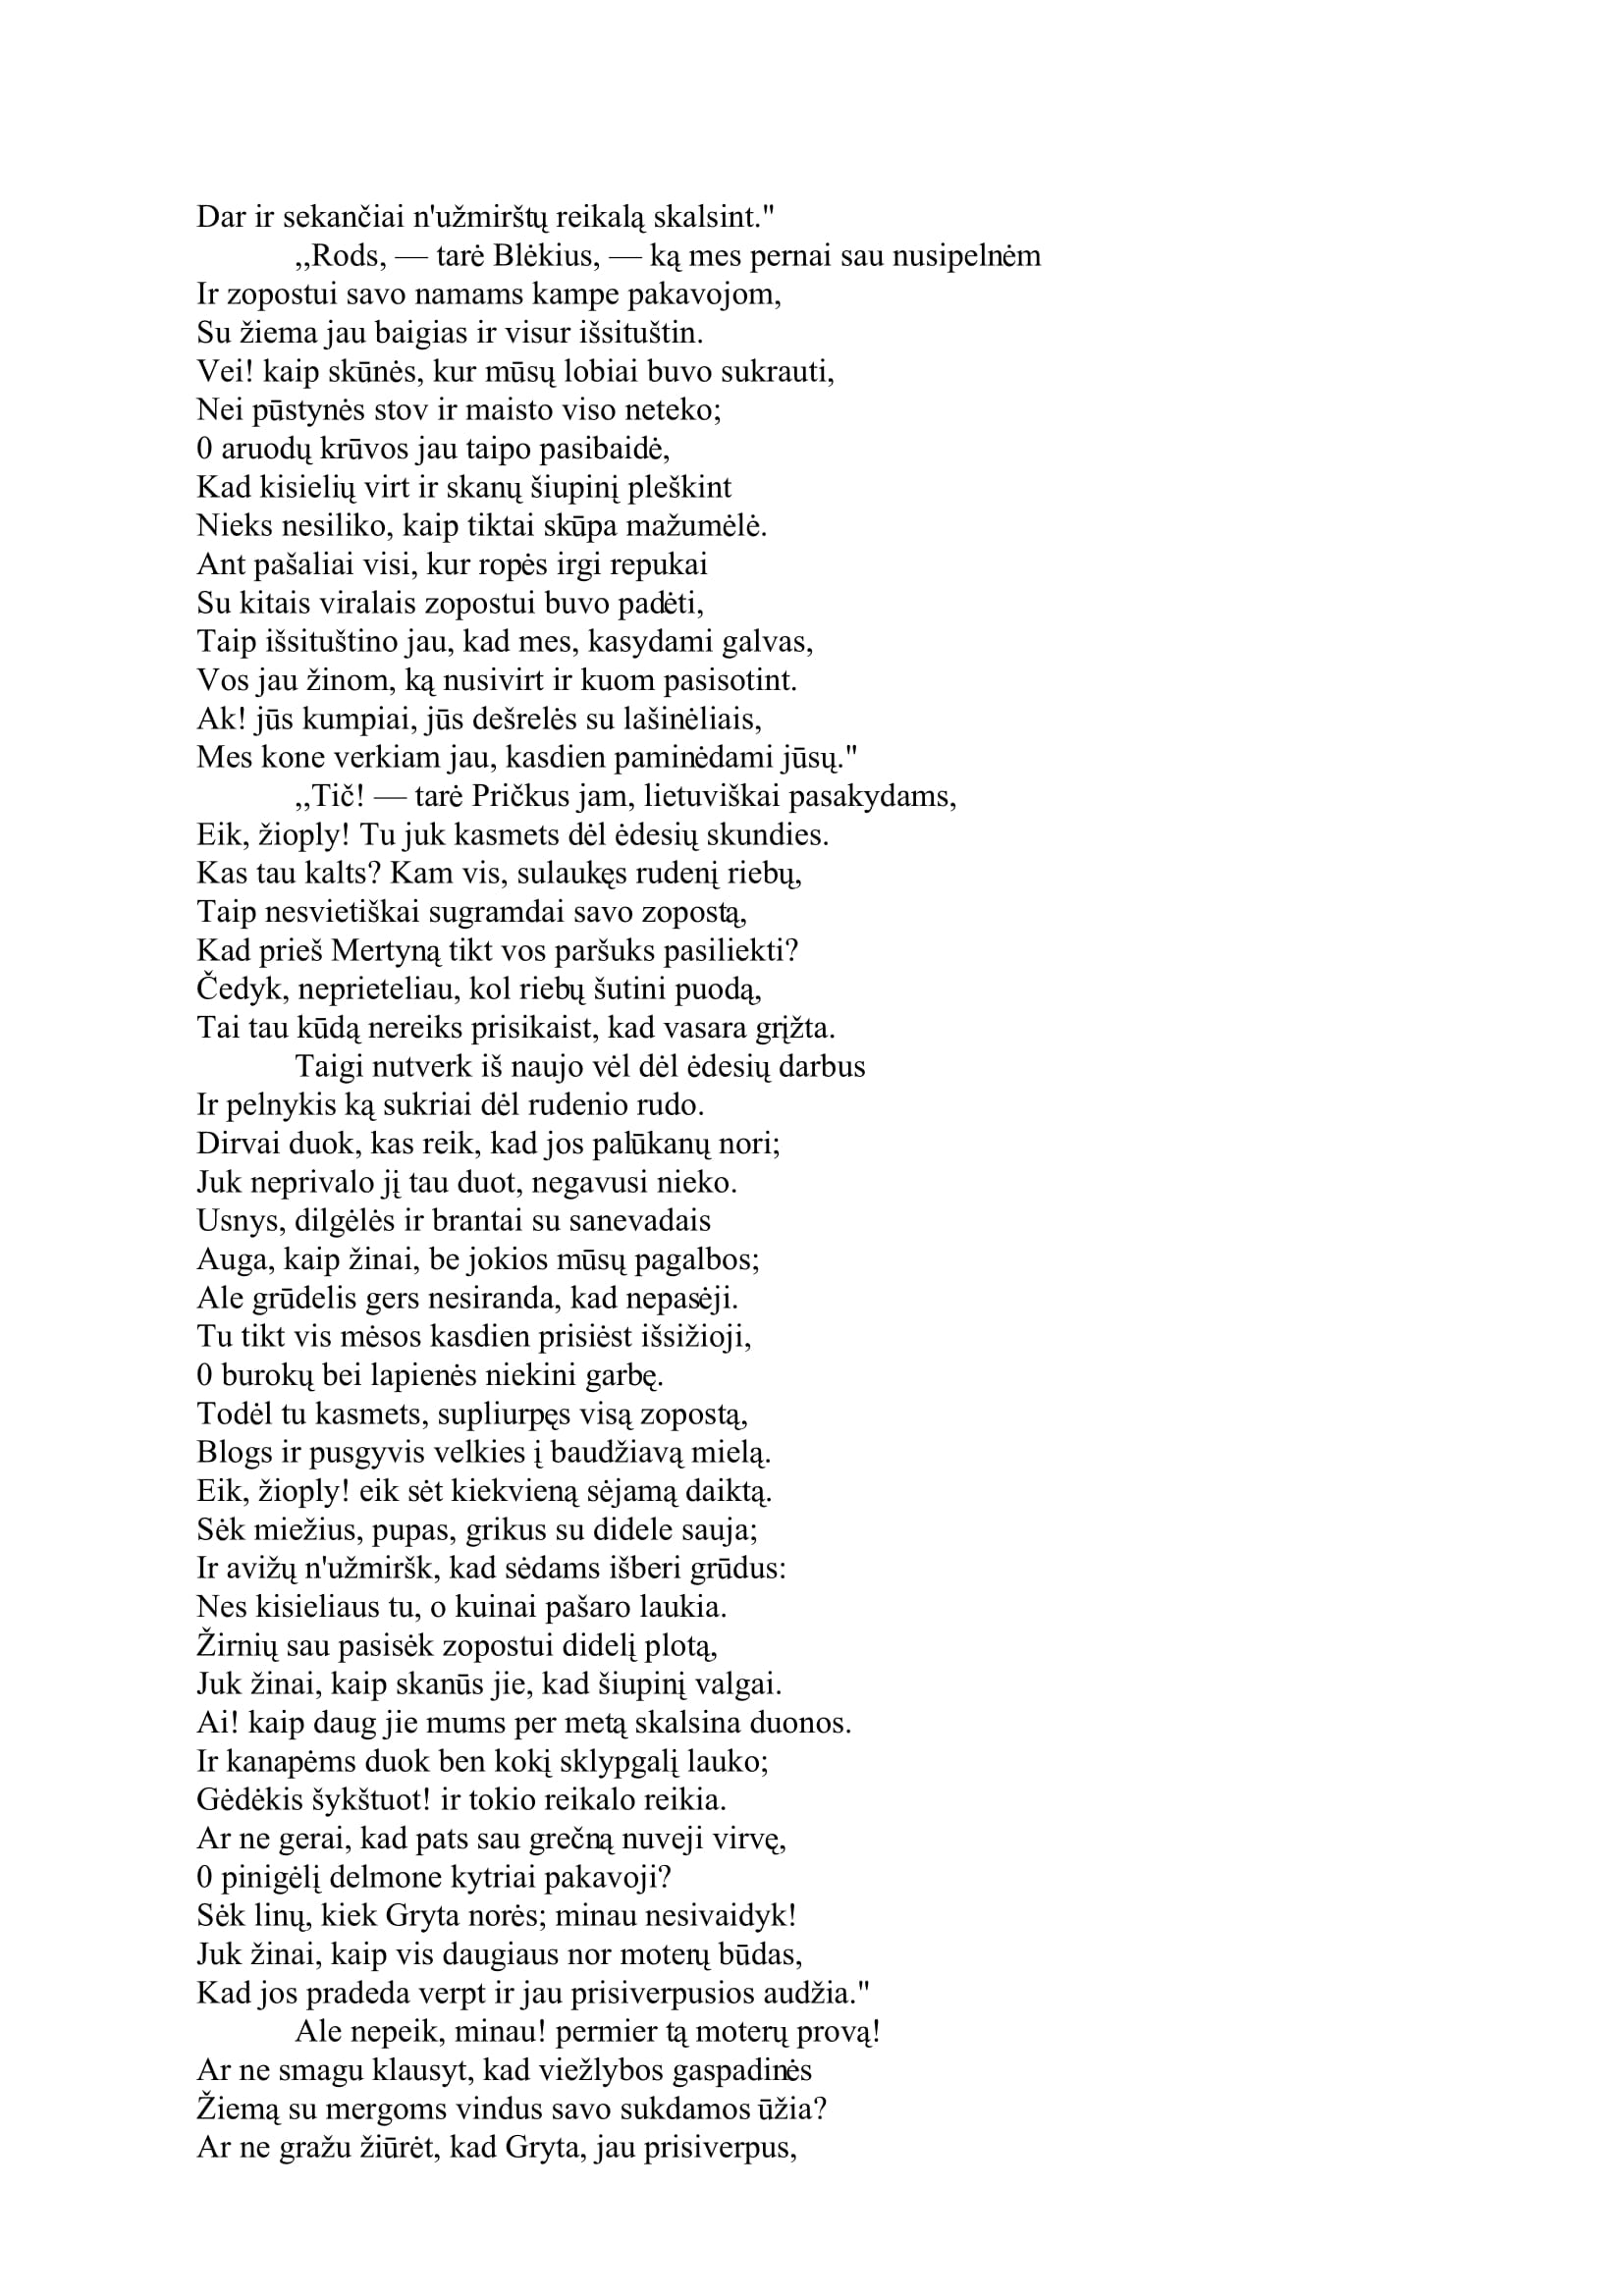 Dar ir sekančiai n'užmirštų reikalą skalsint."
,,Rods, — tarė Blėkius, — ką mes pernai sau nusipelnėm
Ir zopostui savo namams kampe pakavojom,
Su žiema jau baigias ir visur išsituštin.
Vei! kaip skūnės, kur mūsų lobiai buvo sukrauti,
Nei pūstynės stov ir maisto viso neteko;
0 aruodų krūvos jau taipo pasibaidė,
Kad kisielių virt ir skanų šiupinį pleškint
Nieks nesiliko, kaip tiktai skūpa mažumėlė.
Ant pašaliai visi, kur ropės irgi repukai
Su kitais viralais zopostui buvo padėti,
Taip išsituštino jau, kad mes, kasydami galvas,
Vos jau žinom, ką nusivirt ir kuom pasisotint.
Ak! jūs kumpiai, jūs dešrelės su lašinėliais,
Mes kone verkiam jau, kasdien paminėdami jūsų."
,,Tič! — tarė Pričkus jam, lietuviškai pasakydams,
Eik, žioply! Tu juk kasmets dėl ėdesių skundies.
Kas tau kalts? Kam vis, sulaukęs rudenį riebų,
Taip nesvietiškai sugramdai savo zopostą,
Kad prieš Mertyną tikt vos paršuks pasiliekti?
Čedyk, neprieteliau, kol riebų šutini puodą,
Tai tau kūdą nereiks prisikaist, kad vasara grįžta.
Taigi nutverk iš naujo vėl dėl ėdesių darbus
Ir pelnykis ką sukriai dėl rudenio rudo.
Dirvai duok, kas reik, kad jos palūkanų nori;
Juk neprivalo jį tau duot, negavusi nieko.
Usnys, dilgėlės ir brantai su sanevadais
Auga, kaip žinai, be jokios mūsų pagalbos;
Ale grūdelis gers nesiranda, kad nepasėji.
Tu tikt vis mėsos kasdien prisiėst išsižioji,
0 burokų bei lapienės niekini garbę.
Todėl tu kasmets, supliurpęs visą zopostą,
Blogs ir pusgyvis velkies į baudžiavą mielą.
Eik, žioply! eik sėt kiekvieną sėjamą daiktą.
Sėk miežius, pupas, grikus su didele sauja;
Ir avižų n'užmiršk, kad sėdams išberi grūdus:
Nes kisieliaus tu, o kuinai pašaro laukia.
Žirnių sau pasisėk zopostui didelį plotą,
Juk žinai, kaip skanūs jie, kad šiupinį valgai.
Ai! kaip daug jie mums per metą skalsina duonos.
Ir kanapėms duok ben kokį sklypgalį lauko;
Gėdėkis šykštuot! ir tokio reikalo reikia.
Ar ne gerai, kad pats sau grečną nuveji virvę,
0 pinigėlį delmone kytriai pakavoji?
Sėk linų, kiek Gryta norės; minau nesivaidyk!
Juk žinai, kaip vis daugiaus nor moterų būdas,
Kad jos pradeda verpt ir jau prisiverpusios audžia."
Ale nepeik, minau! permier tą moterų provą!
Ar ne smagu klausyt, kad viežlybos gaspadinės
Žiemą su mergoms vindus savo sukdamos ūžia?
Ar ne gražu žiūrėt, kad Gryta, jau prisiverpus,